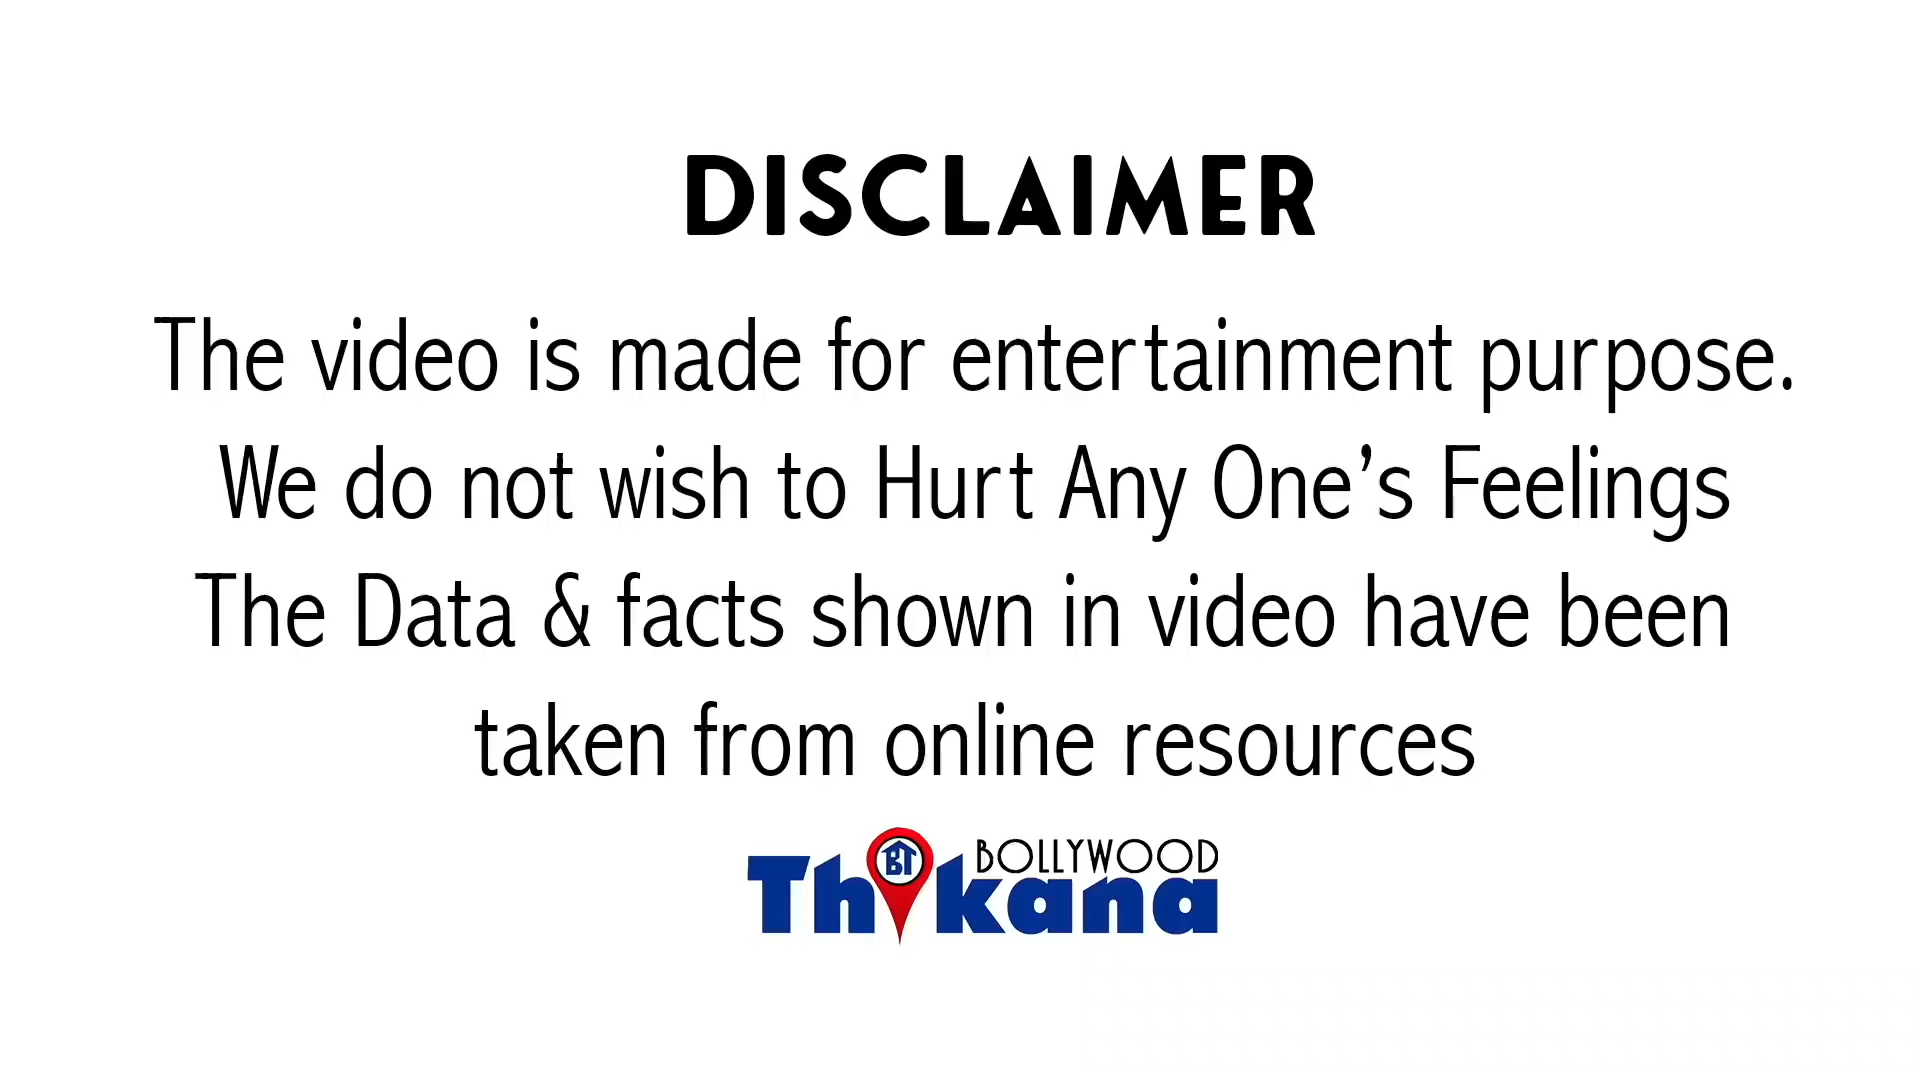 DISCLAIMER
The video is made for entertainment purpose.
We do not wish to Hurt Any One’s Feelings
The Data & facts shown in video have been
taken from online resources
BT
BOLLYWOOD
Thikana